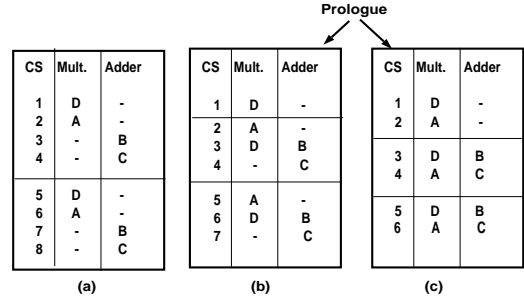 Prologue
CS Mult. Adder
1 D -
2 A -
3 - B
4 - C
5 D -
6 A -
7 - B
8 - C
(a)
CS Mult. Adder
1 D -
2 A -
3 D B
4 - C
5 A -
6 D B
7 - C
(b)
CS Mult. Adder
1 D -
2 A -
3 D B
4 A C
5 D B
6 A C
(c)